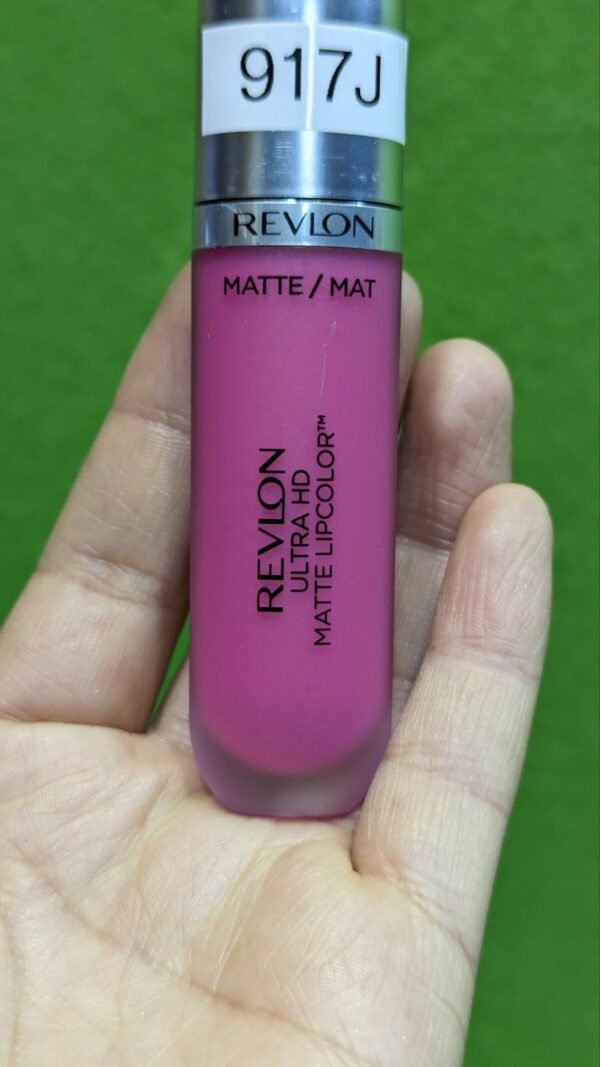 917J
REVLON
MATTE / MAT
REVLON
ULTRA HD
MATTE LIPCOLOR™